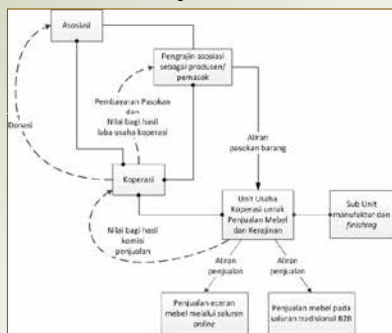 Asosiasi
Pengrajin asosiasi
sebagai produsen/
pemasok
Pembayaran Pasokan
dan
Nilai bagi hasil
laba usaha koperasi
Donasi
Aliran
pasokan barang
Koperasi
Unit Usaha
Koperasi untuk
Penjualan Mebel
dan Kerajinan
Sub Unit
manufaktur dan
finishing
Nilai bagi hasil
komisi
penjualan
Aliran
penjualan
Aliran
penjualan
Penjualan eceran
mebel melalui saluran
online
Penjualan mebel pada
saluran tradisional B2B